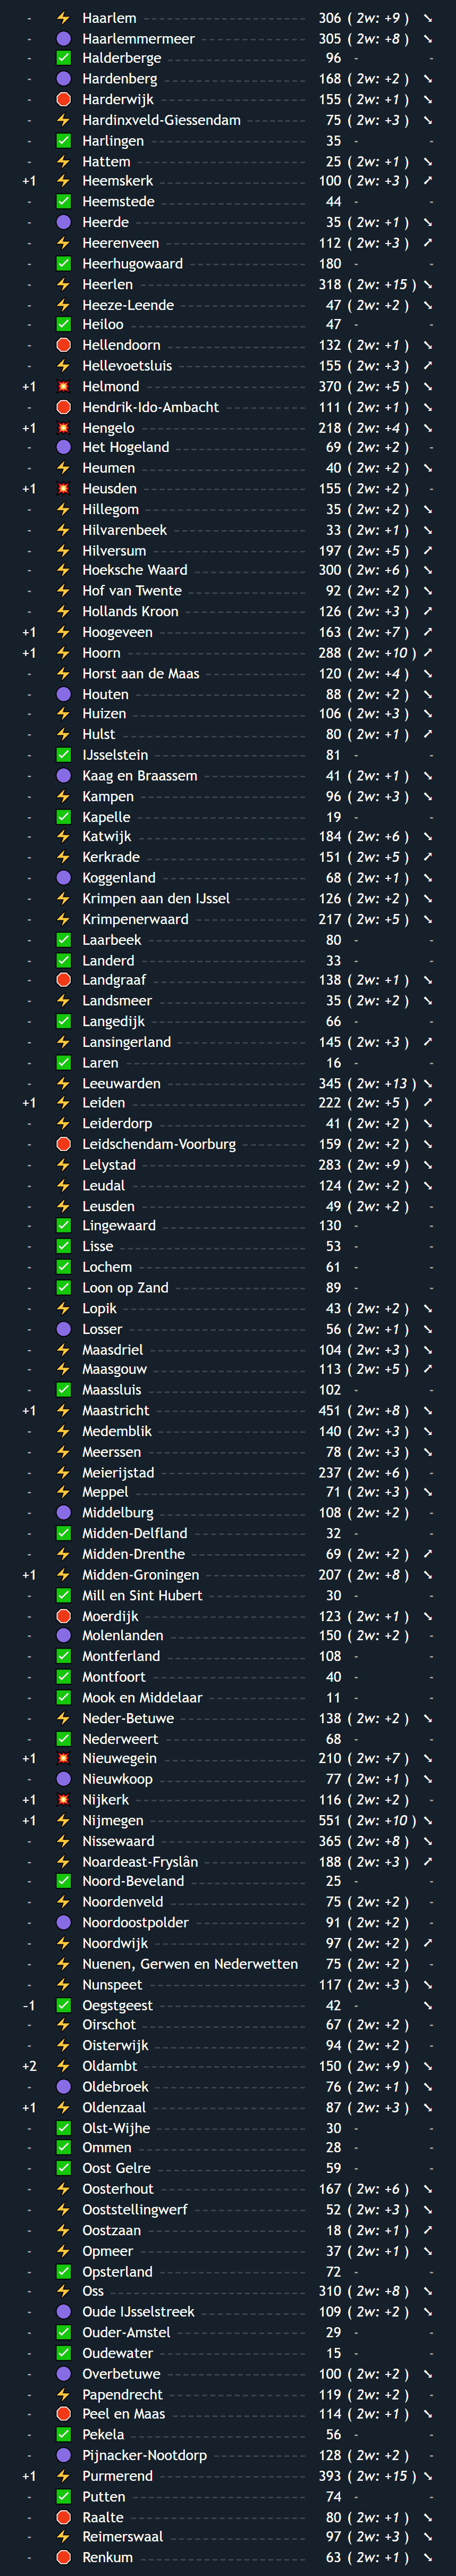 - ⚡ Haarlem 306 ( 2w: +9 ) ↘
- 🟣 Haarlemmermeer 305 ( 2w: +8 ) ↘
- ✅ Halderberge 96 - -
- 🟣 Hardenberg 168 ( 2w: +2 ) ↘
- 🛑 Harderwijk 155 ( 2w: +1 ) ↘
- ⚡ Hardinxveld-Giessendam 75 ( 2w: +3 ) ↘
- ✅ Harlingen 35 - -
- ⚡ Hattem 25 ( 2w: +1 ) ↘
+1 ⚡ Heemskerk 100 ( 2w: +3 ) ↗
- ✅ Heemstede 44 - -
- 🟣 Heerde 35 ( 2w: +1 ) ↘
- ⚡ Heerenveen 112 ( 2w: +3 ) ↗
- ✅ Heerhugowaard 180 - -
- ⚡ Heerlen 318 ( 2w: +15 ) ↘
- ⚡ Heeze-Leende 47 ( 2w: +2 ) ↘
- ✅ Heiloo 47 - -
- 🛑 Hellendoorn 132 ( 2w: +1 ) ↘
- ⚡ Hellevoetsluis 155 ( 2w: +3 ) ↗
+1 💥 Helmond 370 ( 2w: +5 ) ↘
- 🛑 Hendrik-Ido-Ambacht 111 ( 2w: +1 ) ↘
+1 💥 Hengelo 218 ( 2w: +4 ) ↘
- 🟣 Het Hogeland 69 ( 2w: +2 ) -
- ⚡ Heumen 40 ( 2w: +2 ) ↘
+1 💥 Heusden 155 ( 2w: +2 ) -
- ⚡ Hillegom 35 ( 2w: +2 ) ↘
- ⚡ Hilvarenbeek 33 ( 2w: +1 ) ↘
- ⚡ Hilversum 197 ( 2w: +5 ) ↗
- ⚡ Hoeksche Waard 300 ( 2w: +6 ) ↘
- ⚡ Hof van Twente 92 ( 2w: +2 ) ↘
- ⚡ Hollands Kroon 126 ( 2w: +3 ) ↗
+1 ⚡ Hoogeveen 163 ( 2w: +7 ) ↗
+1 ⚡ Hoorn 288 ( 2w: +10 ) ↗
- ⚡ Horst aan de Maas 120 ( 2w: +4 ) ↘
- 🟣 Houten 88 ( 2w: +2 ) ↘
- ⚡ Huizen 106 ( 2w: +3 ) ↘
- ⚡ Hulst 80 ( 2w: +1 ) ↗
- ✅ IJsselstein 81 - -
- 🟣 Kaag en Braassem 41 ( 2w: +1 ) ↘
- ⚡ Kampen 96 ( 2w: +3 ) ↘
- ✅ Kapelle 19 - -
- ⚡ Katwijk 184 ( 2w: +6 ) ↘
- ⚡ Kerkrade 151 ( 2w: +5 ) ↗
- 🟣 Koggenland 68 ( 2w: +1 ) ↘
- ⚡ Krimpen aan den IJssel 126 ( 2w: +2 ) ↘
- ⚡ Krimpenerwaard 217 ( 2w: +5 ) ↘
- ✅ Laarbeek 80 - -
- ✅ Landerd 33 - -
- 🛑 Landgraaf 138 ( 2w: +1 ) ↘
- ⚡ Landsmeer 35 ( 2w: +2 ) ↘
- ✅ Langedijk 66 - -
- ⚡ Lansingerland 145 ( 2w: +3 ) ↗
- ✅ Laren 16 - -
- ⚡ Leeuwarden 345 ( 2w: +13 ) ↘
+1 ⚡ Leiden 222 ( 2w: +5 ) ↗
- ⚡ Leiderdorp 41 ( 2w: +2 ) ↘
- 🛑 Leidschendam-Voorburg 159 ( 2w: +2 ) ↘
- ⚡ Lelystad 283 ( 2w: +9 ) ↘
- ⚡ Leudal 124 ( 2w: +2 ) ↘
- ⚡ Leusden 49 ( 2w: +2 ) -
- ✅ Lingewaard 130 - -
- ✅ Lisse 53 - -
- ✅ Lochem 61 - -
- ✅ Loon op Zand 89 - -
- ⚡ Lopik 43 ( 2w: +2 ) ↘
- 🟣 Losser 56 ( 2w: +1 ) ↘
- ⚡ Maasdriel 104 ( 2w: +3 ) ↘
- ⚡ Maasgouw 113 ( 2w: +5 ) ↗
- ✅ Maassluis 102 - -
+1 ⚡ Maastricht 451 ( 2w: +8 ) ↘
- ⚡ Medemblik 140 ( 2w: +3 ) ↘
- ⚡ Meerssen 78 ( 2w: +3 ) ↘
- ⚡ Meierijstad 237 ( 2w: +6 ) -
- ⚡ Meppel 71 ( 2w: +3 ) ↘
- 🟣 Middelburg 108 ( 2w: +2 ) -
- ✅ Midden-Delfland 32 - -
- ⚡ Midden-Drenthe 69 ( 2w: +2 ) ↗
+1 ⚡ Midden-Groningen 207 ( 2w: +8 ) ↘
- ✅ Mill en Sint Hubert 30 - -
- 🛑 Moerdijk 123 ( 2w: +1 ) ↘
- 🟣 Molenlanden 150 ( 2w: +2 ) -
- ✅ Montferland 108 - -
- ✅ Montfoort 40 - -
- ✅ Mook en Middelaar 11 - -
- ⚡ Neder-Betuwe 138 ( 2w: +2 ) ↘
- ✅ Nederweert 68 - -
+1 💥 Nieuwegein 210 ( 2w: +7 ) ↘
- 🟣 Nieuwkoop 77 ( 2w: +1 ) ↘
+1 💥 Nijkerk 116 ( 2w: +2 ) -
+1 ⚡ Nijmegen 551 ( 2w: +10 ) ↘
- ⚡ Nissewaard 365 ( 2w: +8 ) ↘
- ⚡ Noardeast-Fryslân 188 ( 2w: +3 ) ↗
- ✅ Noord-Beveland 25 - -
- ⚡ Noordenveld 75 ( 2w: +2 ) -
- 🟣 Noordoostpolder 91 ( 2w: +2 ) -
- ⚡ Noordwijk 97 ( 2w: +2 ) ↗
- ⚡ Nuenen, Gerwen en Nederwetten 75 ( 2w: +2 ) -
- ⚡ Nunspeet 117 ( 2w: +3 ) ↘
-1 ✅ Oegstgeest 42 - ↘
- ⚡ Oirschot 67 ( 2w: +2 ) -
- ⚡ Oisterwijk 94 ( 2w: +2 ) -
+2 ⚡ Oldambt 150 ( 2w: +9 ) ↘
- 🟣 Oldebroek 76 ( 2w: +1 ) ↘
+1 ⚡ Oldenzaal 87 ( 2w: +3 ) ↘
- ✅ Olst-Wijhe 30 - -
- ✅ Ommen 28 - -
- ✅ Oost Gelre 59 - -
- ⚡ Oosterhout 167 ( 2w: +6 ) ↘
- ⚡ Ooststellingwerf 52 ( 2w: +3 ) ↘
- ⚡ Oostzaan 18 ( 2w: +1 ) ↗
- ⚡ Opmeer 37 ( 2w: +1 ) ↘
- ✅ Opsterland 72 - -
- ⚡ Oss 310 ( 2w: +8 ) ↘
- 🟣 Oude IJsselstreek 109 ( 2w: +2 ) ↘
- ✅ Ouder-Amstel 29 - -
- ✅ Oudewater 15 - -
- 🟣 Overbetuwe 100 ( 2w: +2 ) ↘
- ⚡ Papendrecht 119 ( 2w: +2 ) -
- 🛑 Peel en Maas 114 ( 2w: +1 ) ↘
- ✅ Pekela 56 - -
- 🟣 Pijnacker-Nootdorp 128 ( 2w: +2 ) -
+1 ⚡ Purmerend 393 ( 2w: +15 ) ↘
- ✅ Putten 74 - -
- 🛑 Raalte 80 ( 2w: +1 ) ↘
- ⚡ Reimerswaal 97 ( 2w: +3 ) ↘
- 🛑 Renkum 63 ( 2w: +1 ) ↘